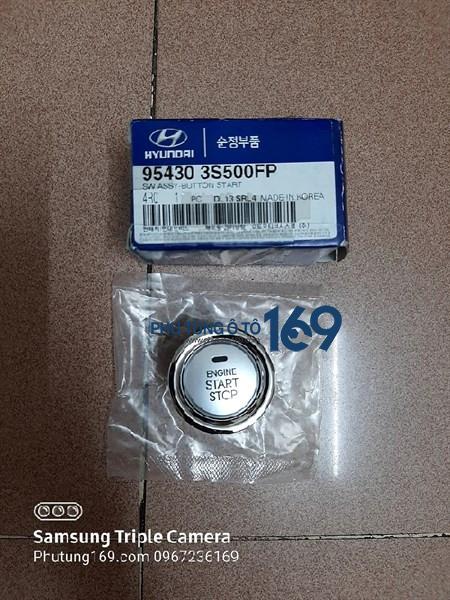 HYUNDAI
순정부품
95430 3S500FP
SW ASSY-BUTTON START
MADE IN KOREA
PHỤ TÙNG Ô TÔ 169
ENGINE
START
STOP
Samsung Triple Camera
Phutung169.com 0967236169